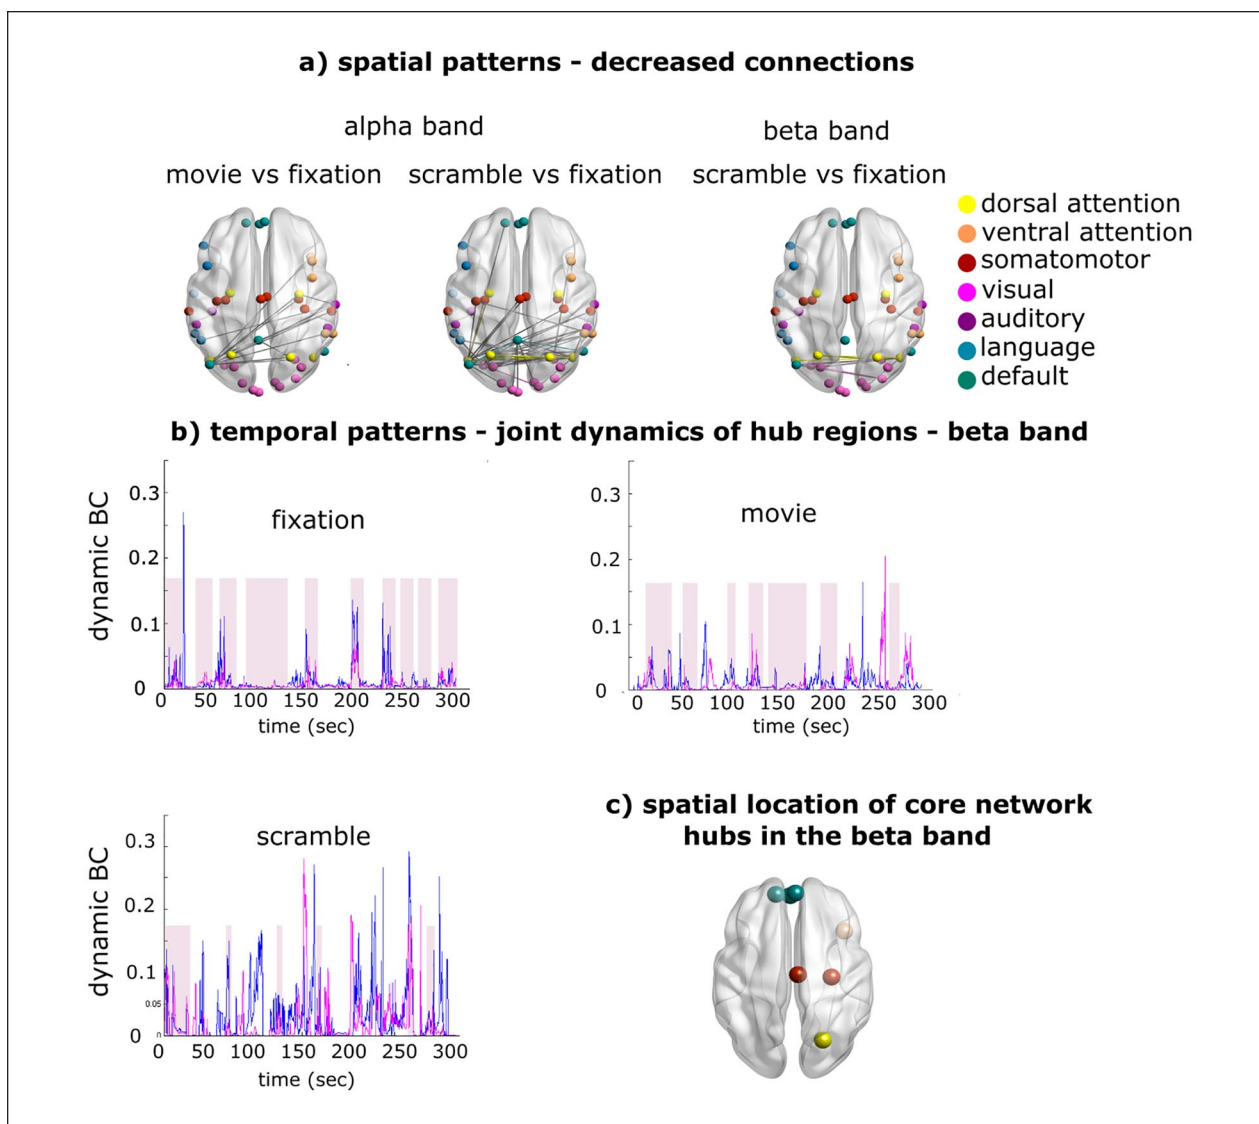 a) spatial patterns - decreased connections
alpha band
beta band
movie vs fixation
scramble vs fixation
scramble vs fixation
dorsal attention
ventral attention
somatomotor
visual
auditory
language
default
b) temporal patterns - joint dynamics of hub regions - beta band
dynamic BC
0.3
0.2
0.1
0
fixation
0 50 100 150 200 250 300
time (sec)
0.3
0.2
0.1
0
movie
0 50 100 150 200 250 300
time (sec)
dynamic BC
0.3
0.2
0.1
0.05
0
0
scramble
0 50 100 150 200 250 300
time (sec)
c) spatial location of core network
hubs in the beta band